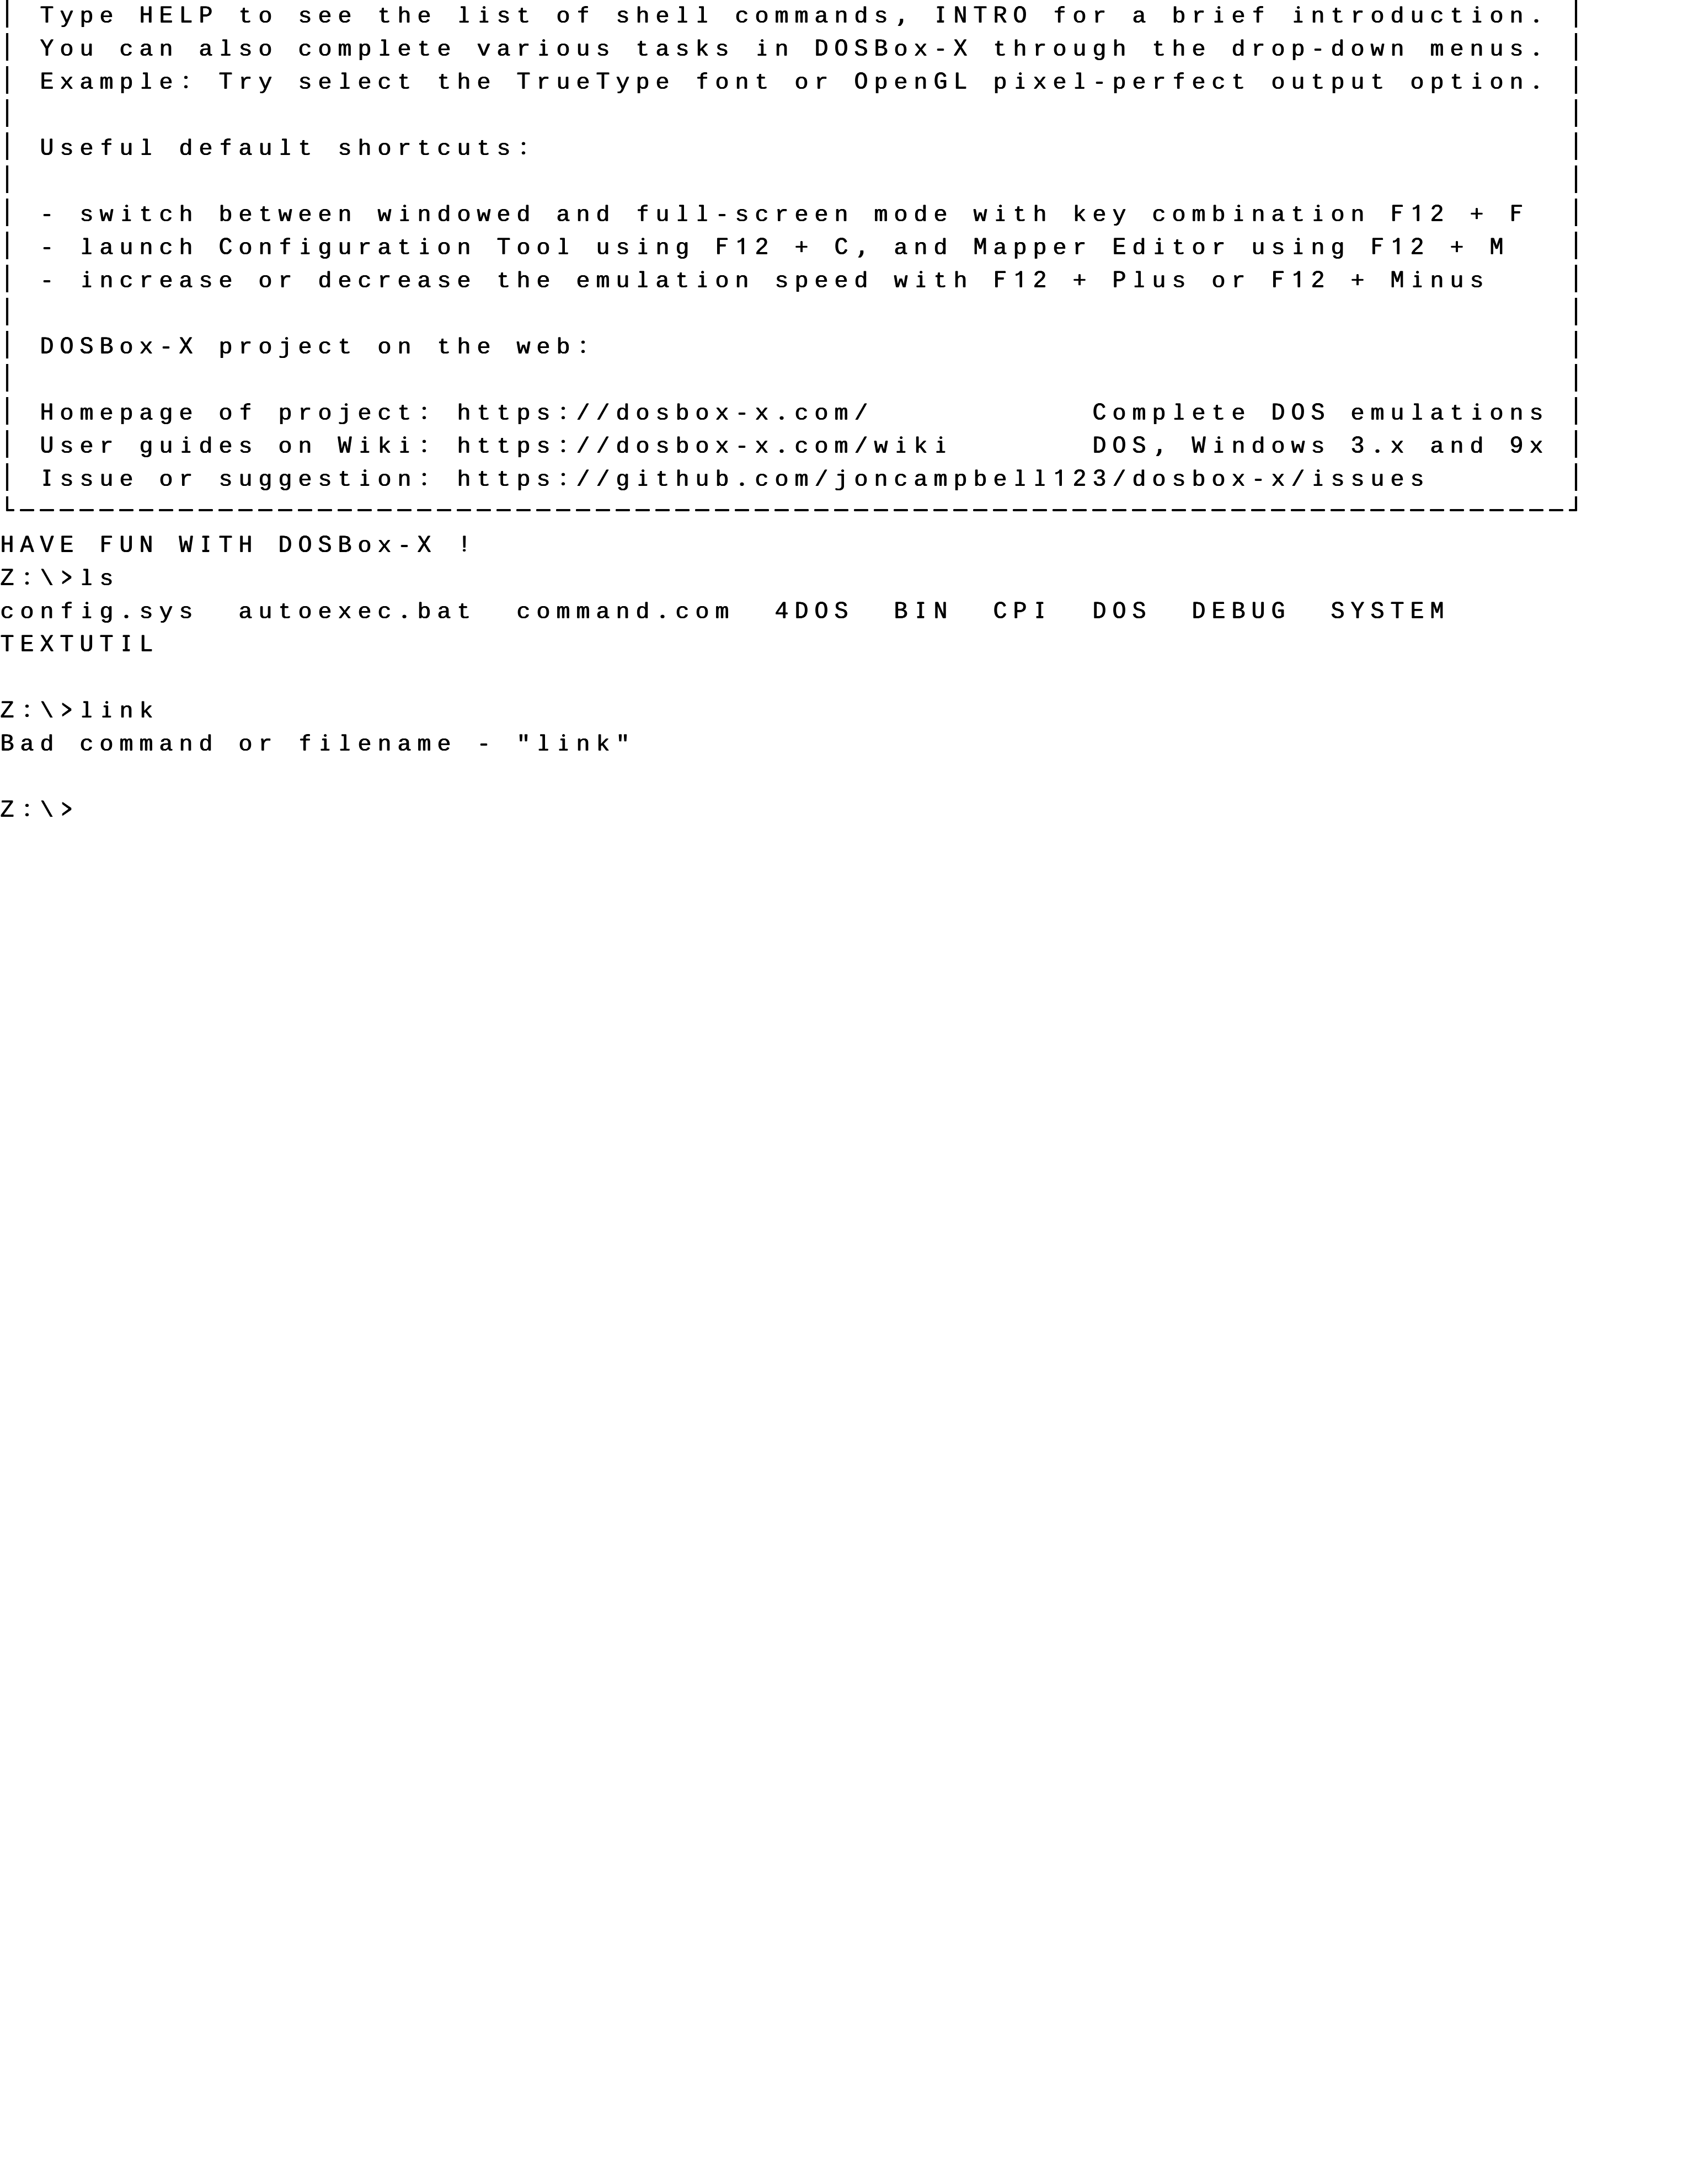 Type HELP to see the list of shell commands, INTRO for a brief introduction.
You can also complete various tasks in DOSBox-X through the drop-down menus.
Example: Try select the TrueType font or OpenGL pixel-perfect output option.
Useful default shortcuts:
- switch between windowed and full-screen mode with key combination F12 + F
- launch Configuration Tool using F12 + C, and Mapper Editor using F12 + M
- increase or decrease the emulation speed with F12 + Plus or F12 + Minus
DOSBox-X project on the web:
Homepage of project: https://dosbox-x.com/ Complete DOS emulations
User guides on Wiki: https://dosbox-x.com/wiki DOS, Windows 3.x and 9x
Issue or suggestion: https://github.com/joncampbell123/dosbox-x/issues
HAVE FUN WITH DOSBox-X !
Z:\>ls
config.sys autoexec.bat command.com 4DOS BIN CPI DOS DEBUG SYSTEM
TEXTUTIL
Z:\>link
Bad command or filename - "link"
Z:\>